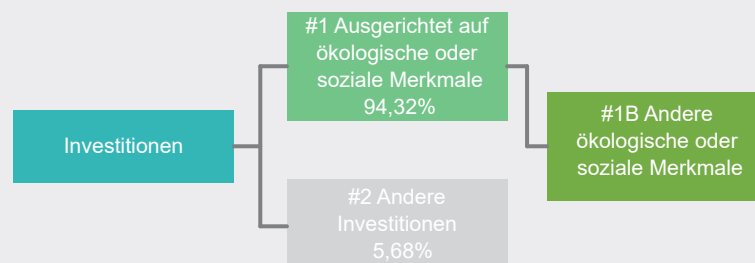 #1 Ausgerichtet auf
ökologische oder
soziale Merkmale
94,32%
Investitionen
#1B Andere
ökologische oder
soziale Merkmale
#2 Andere
Investitionen
5,68%